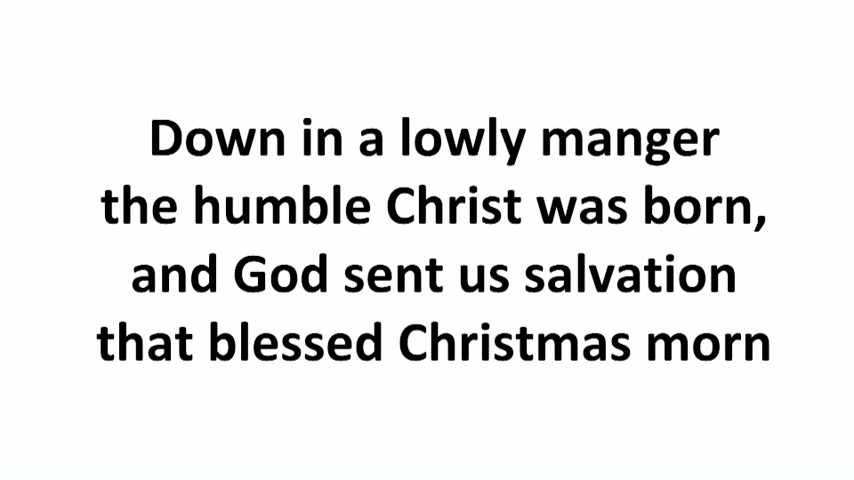 Down in a lowly manger
the humble Christ was born,
and God sent us salvation
that blessed Christmas morn